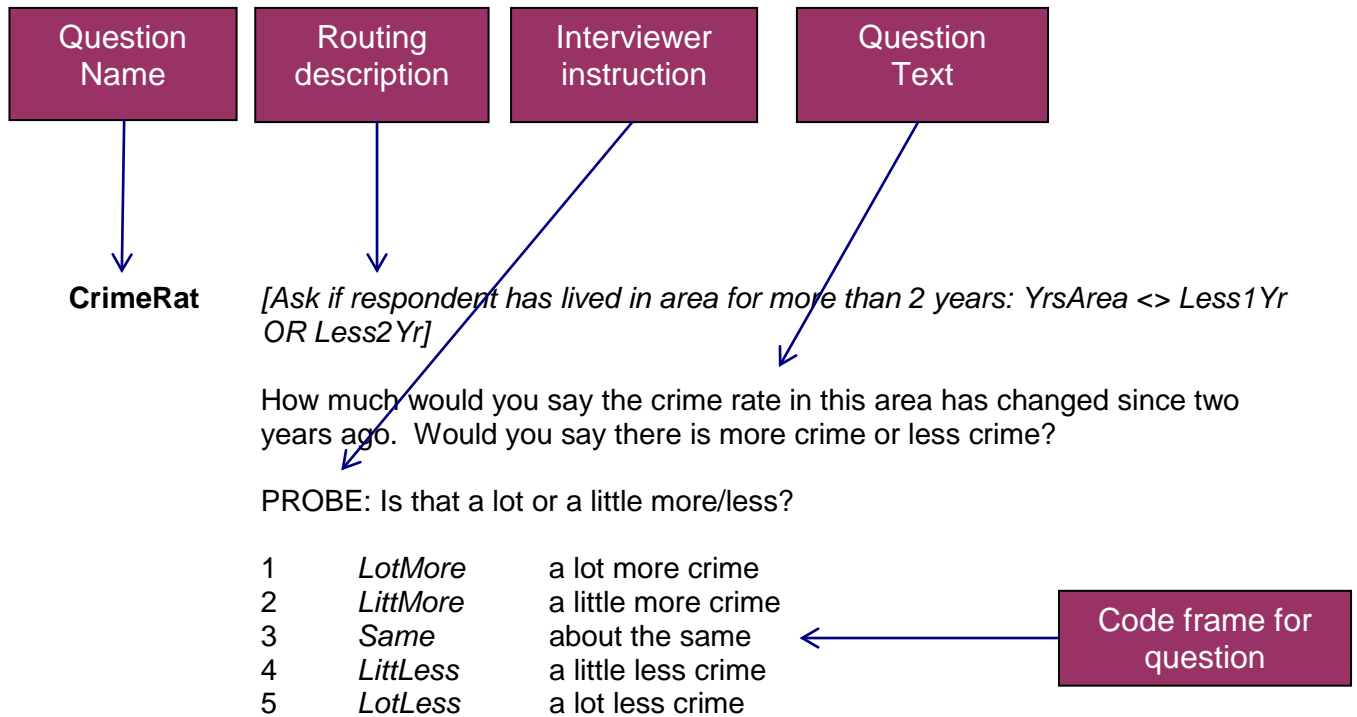 Question
Name
Routing
description
Interviewer
instruction
Question
Text
CrimeRat [Ask if respondent has lived in area for more than 2 years: YrsArea <> Less1Yr
OR Less2Yr]
How much would you say the crime rate in this area has changed since two
years ago.  Would you say there is more crime or less crime?
PROBE: Is that a lot or a little more/less?
1 LotMore a lot more crime
2 LittMore a little more crime
3 Same about the same
4 LittLess a little less crime
5 LotLess a lot less crime
Code frame for
question